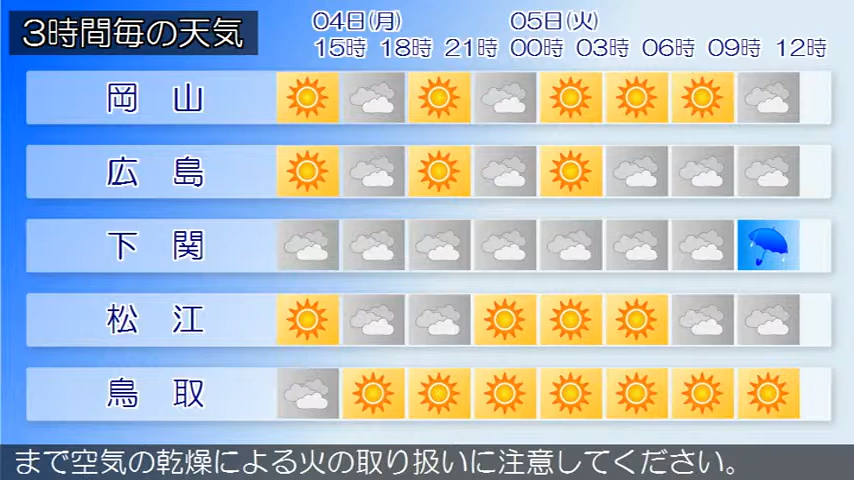 3時間毎の天気
04日(月) 05日(火)
15時 18時 21時 00時 03時 06時 09時 12時
岡 山
広 島
下 関
松 江
鳥 取
まで空気の乾燥による火の取り扱いに注意してください。